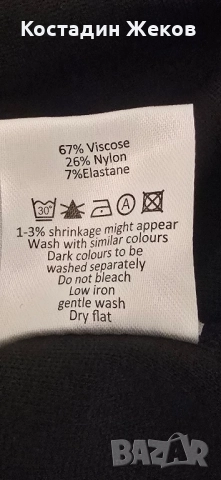 Костадин Жеков
67% Viscose
26% Nylon
7%Elastane
30°
A
1-3% shrinkage might appear
Wash with similar colours
Dark colours to be
washed separately
Do not bleach
Low iron
gentle wash
Dry flat
BAZAR